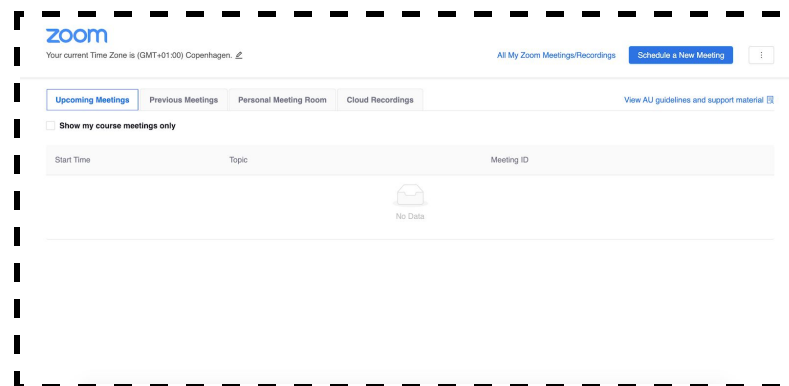 zoom
Your current Time Zone is (GMT+01:00) Copenhagen.
All My Zoom Meetings/Recordings
Schedule a New Meeting
Upcoming Meetings
Previous Meetings
Personal Meeting Room
Cloud Recordings
View AU guidelines and support material
Show my course meetings only
Start Time
Topic
Meeting ID
No Data